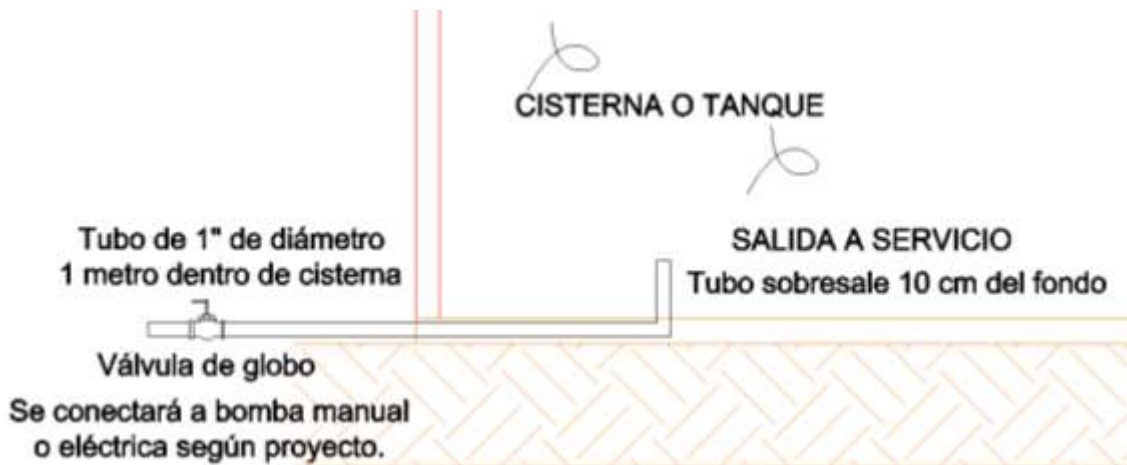 CISTERNA O TANQUE
Tubo de 1" de diámetro
1 metro dentro de cisterna
SALIDA A SERVICIO
Tubo sobresale 10 cm del fondo
Válvula de globo
Se conectará a bomba manual
o eléctrica según proyecto.